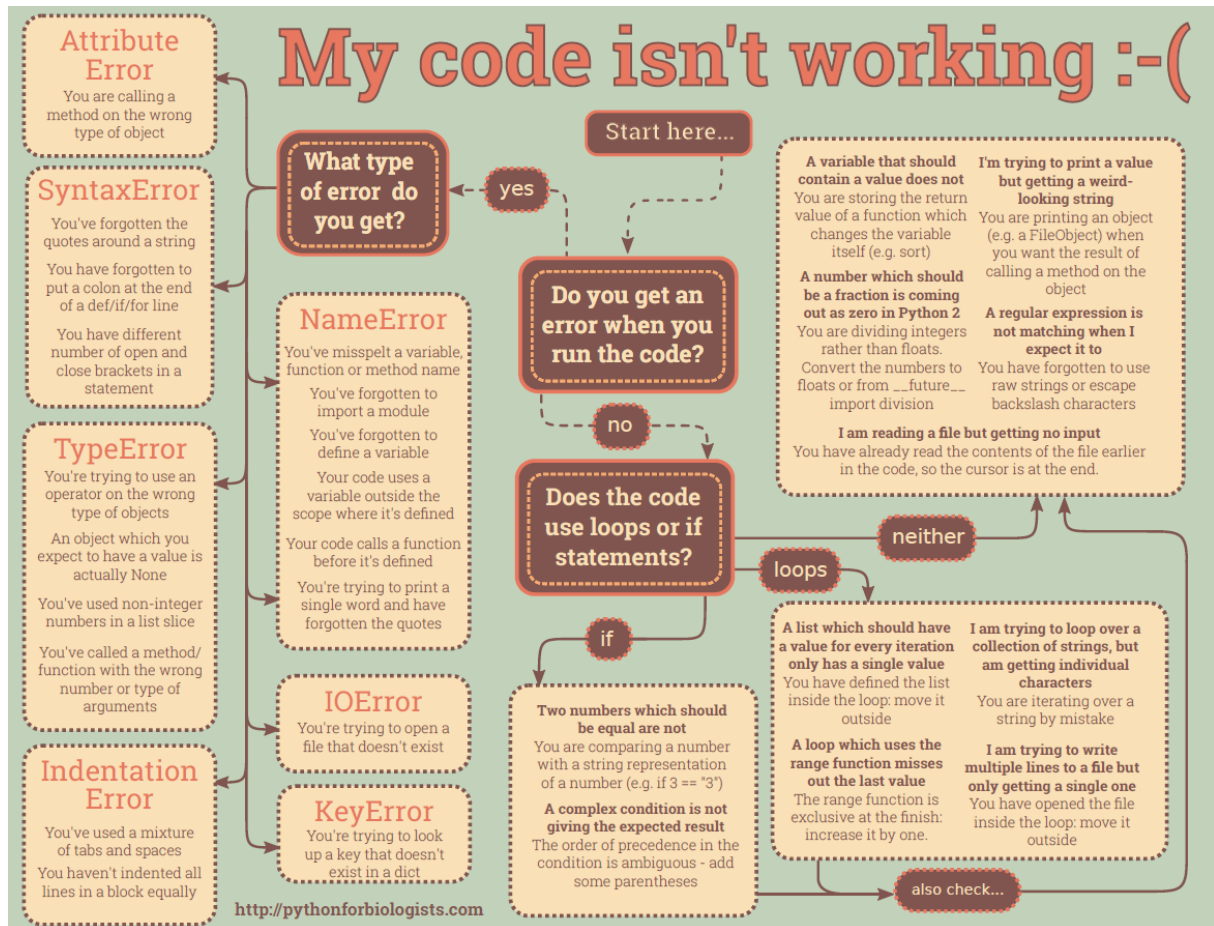 My code isn't working :-(
Start here...
Do you get an
error when you
run the code?
yes
What type
of error do
you get?
Attribute
Error
You are calling a
method on the wrong
type of object
SyntaxError
You've forgotten the
quotes around a string
You have forgotten to
put a colon at the end
of a def/if/for line
You have different
number of open and
close brackets in a
statement
TypeError
You're trying to use an
operator on the wrong
type of objects
An object which you
expect to have a value is
actually None
You've used non-integer
numbers in a list slice
You've called a method/
function with the wrong
number or type of
arguments
Indentation
Error
You've used a mixture
of tabs and spaces
You haven't indented all
lines in a block equally
NameError
You've misspelt a variable,
function or method name
You've forgotten to
import a module
You've forgotten to
define a variable
Your code uses a
variable outside the
scope where it's defined
Your code calls a function
before it's defined
You're trying to print a
single word and have
forgotten the quotes
IOError
You're trying to open a
file that doesn't exist
KeyError
You're trying to look
up a key that doesn't
exist in a dict
no
Does the code
use loops or if
statements?
neither
loops
if
A variable that should
contain a value does not
You are storing the return
value of a function which
changes the variable
itself (e.g. sort)
A number which should
be a fraction is coming
out as zero in Python 2
You are dividing integers
rather than floats.
Convert the numbers to
floats or from __future__
import division
I'm trying to print a value
but getting a weird-
looking string
You are printing an object
(e.g. a FileObject) when
you want the result of
calling a method on the
object
A regular expression is
not matching when I
expect it to
You have forgotten to use
raw strings or escape
backslash characters
I am reading a file but getting no input
You have already read the contents of the file earlier
in the code, so the cursor is at the end.
A list which should have
a value for every iteration
only has a single value
You have defined the list
inside the loop: move it
outside
A loop which uses the
range function misses
out the last value
The range function is
exclusive at the finish:
increase it by one.
I am trying to loop over a
collection of strings, but
am getting individual
characters
You are iterating over a
string by mistake
I am trying to write
multiple lines to a file but
only getting a single one
You have opened the file
inside the loop: move it
outside
Two numbers which should
be equal are not
You are comparing a number
with a string representation
of a number (e.g. if 3 == "3")
A complex condition is not
giving the expected result
The order of precedence in the
condition is ambiguous - add
some parentheses
also check...
http://pythonforbiologists.com